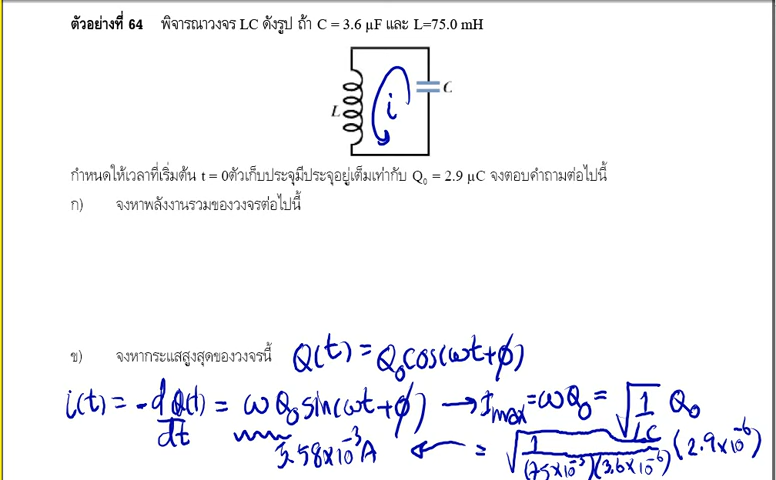 ตัวอย่างที่ 64 พิจารณาวงจร LC ดังรูป ถ้า C = 3.6 µF และ L=75.0 mH
L i C
กำหนดให้เวลาที่เริ่มต้น t = 0ตัวเก็บประจุมีประจุอยู่เต็มเท่ากับ Q₀ = 2.9 µC จงตอบคำถามต่อไปนี้
ก) จงหาพลังงานรวมของวงจรต่อไปนี้
ข) จงหากระแสสูงสุดของวงจรนี้ Q(t) = Q₀cos(ωt+φ)
i(t) = -dQ(t)/dt = ωQ₀sin(ωt+φ) → Imax = ωQ₀ = √(1/LC) Q₀
5.58×10⁻³A ← = √(1/(75×10⁻³)(3.6×10⁻⁶)) (2.9×10⁻⁶)